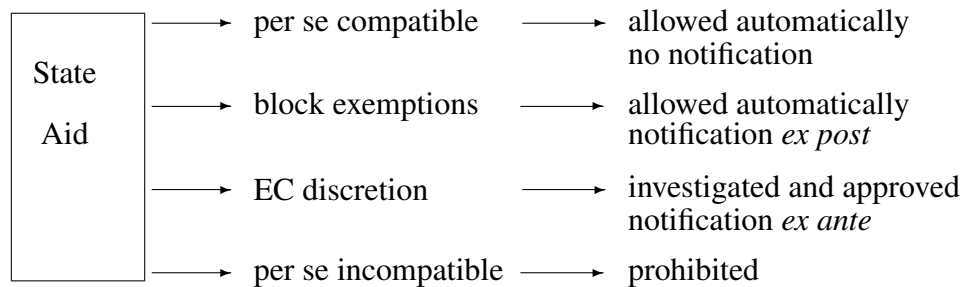 State
Aid
per se compatible
allowed automatically
no notification
block exemptions
allowed automatically
notification ex post
EC discretion
investigated and approved
notification ex ante
per se incompatible
prohibited